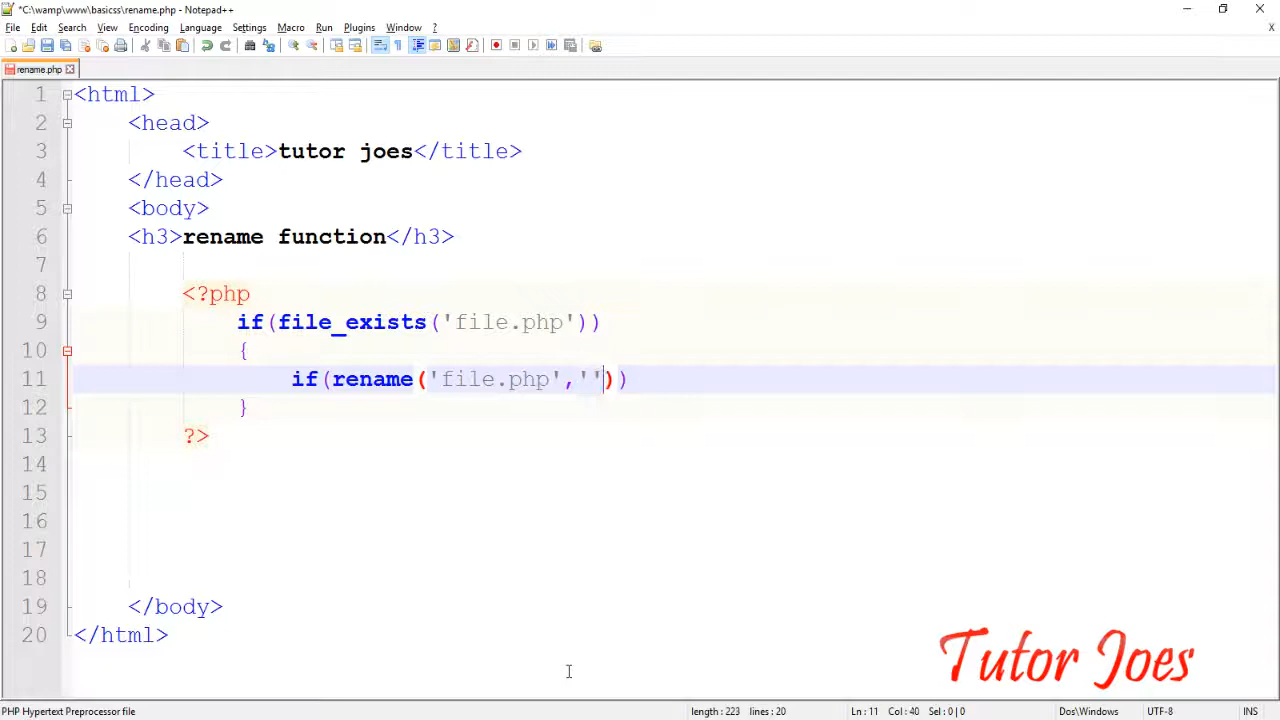 *C:\wamp\www\basicss\rename.php - Notepad++
File Edit Search View Encoding Language Settings Macro Run Plugins Window ?
X
rename.php
1 <html>
2 <head>
3 <title>tutor joes</title>
4 </head>
5 <body>
6 <h3>rename function</h3>
7
8 <?php
9 if(file_exists('file.php'))
10 {
11 if(rename('file.php',''))
12 }
13 ?>
14
15
16
17
18
19 </body>
20 </html>
Tutor Joes
PHP Hypertext Preprocessor file length : 223 lines : 20 Ln : 11 Col : 40 Sel : 0 | 0 Dos\Windows UTF-8 INS